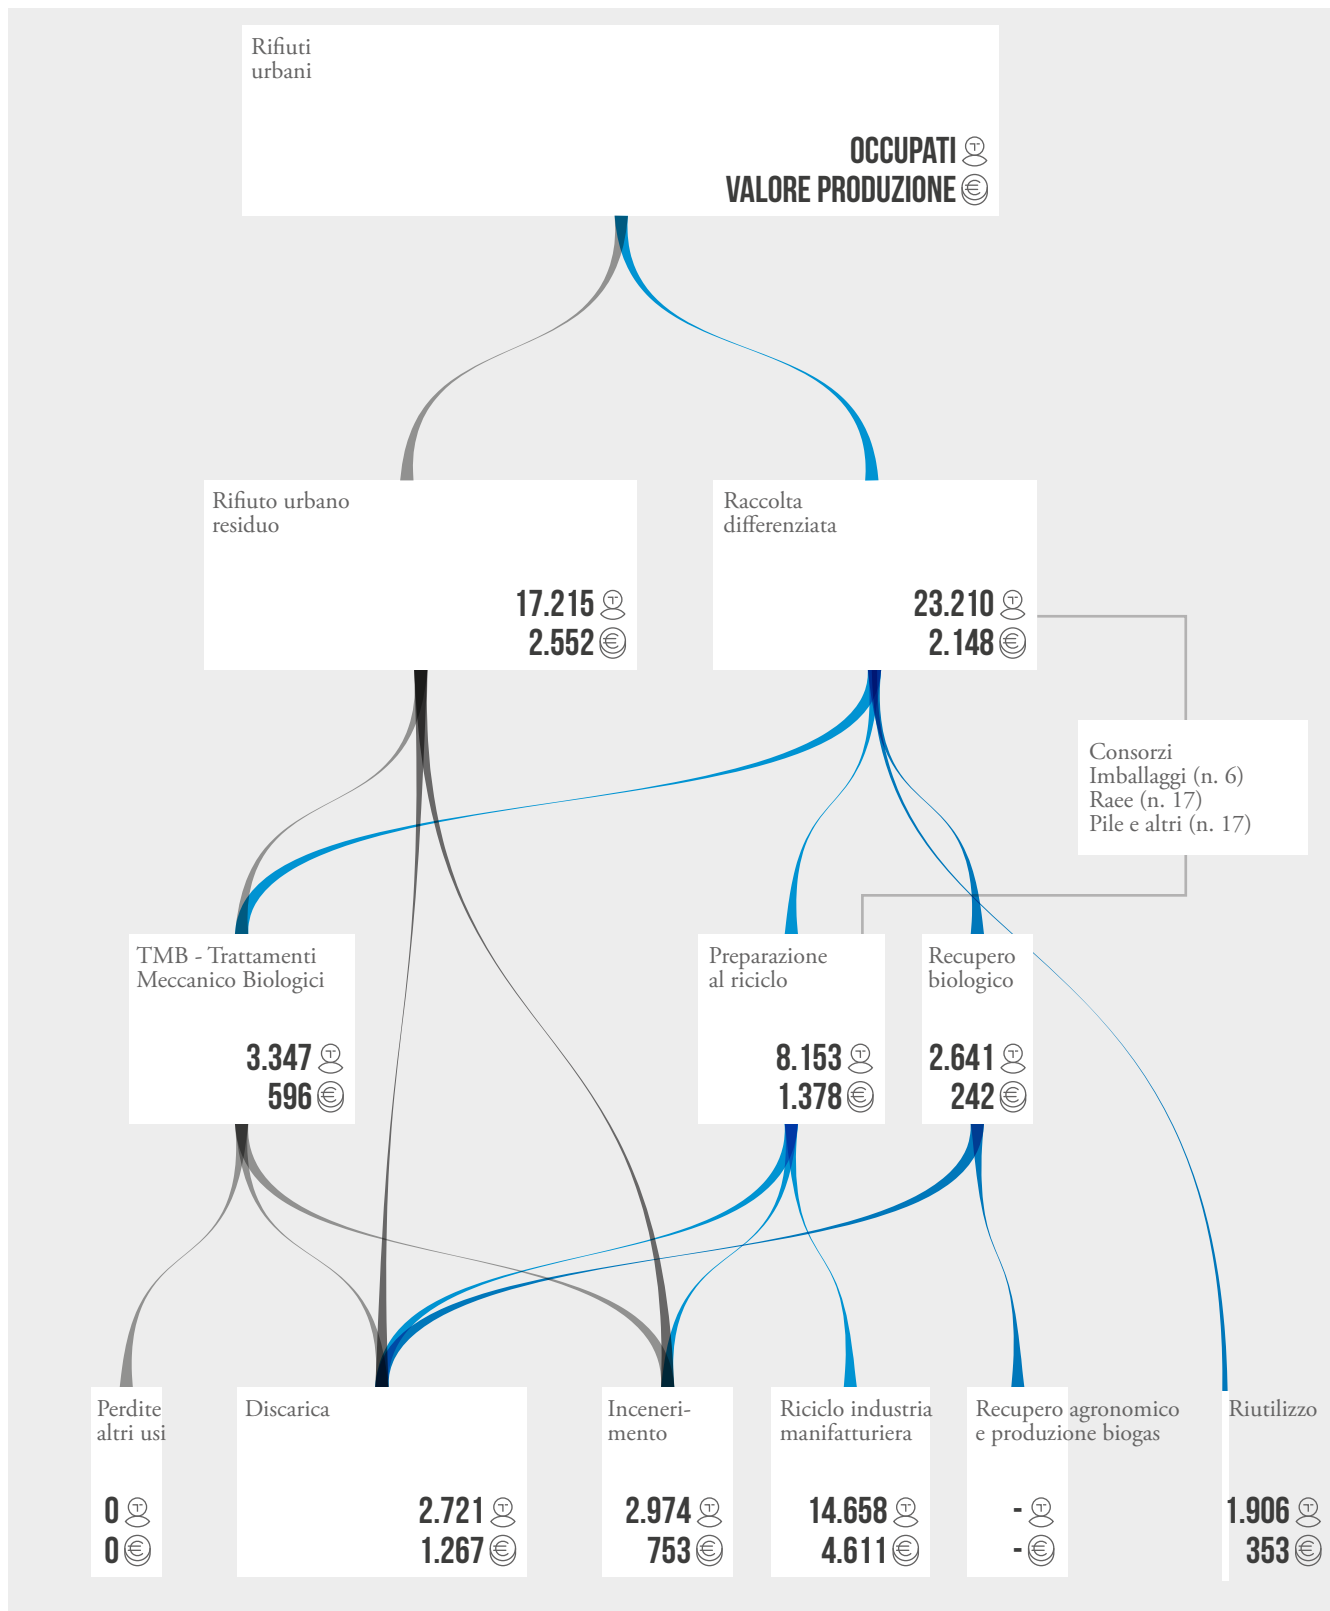 Rifiuti
urbani
OCCUPATI
VALORE PRODUZIONE
Rifiuto urbano
residuo
17.215
2.552
Raccolta
differenziata
23.210
2.148
Consorzi
Imballaggi (n. 6)
Raee (n. 17)
Pile e altri (n. 17)
TMB - Trattamenti
Meccanico Biologici
3.347
596
Preparazione
al riciclo
8.153
1.378
Recupero
biologico
2.641
242
Perdite
altri usi
0
0
Discarica
2.721
1.267
Inceneri-
mento
2.974
753
Riciclo industria
manifatturiera
14.658
4.611
Recupero agronomico
e produzione biogas
-
-
Riutilizzo
1.906
353